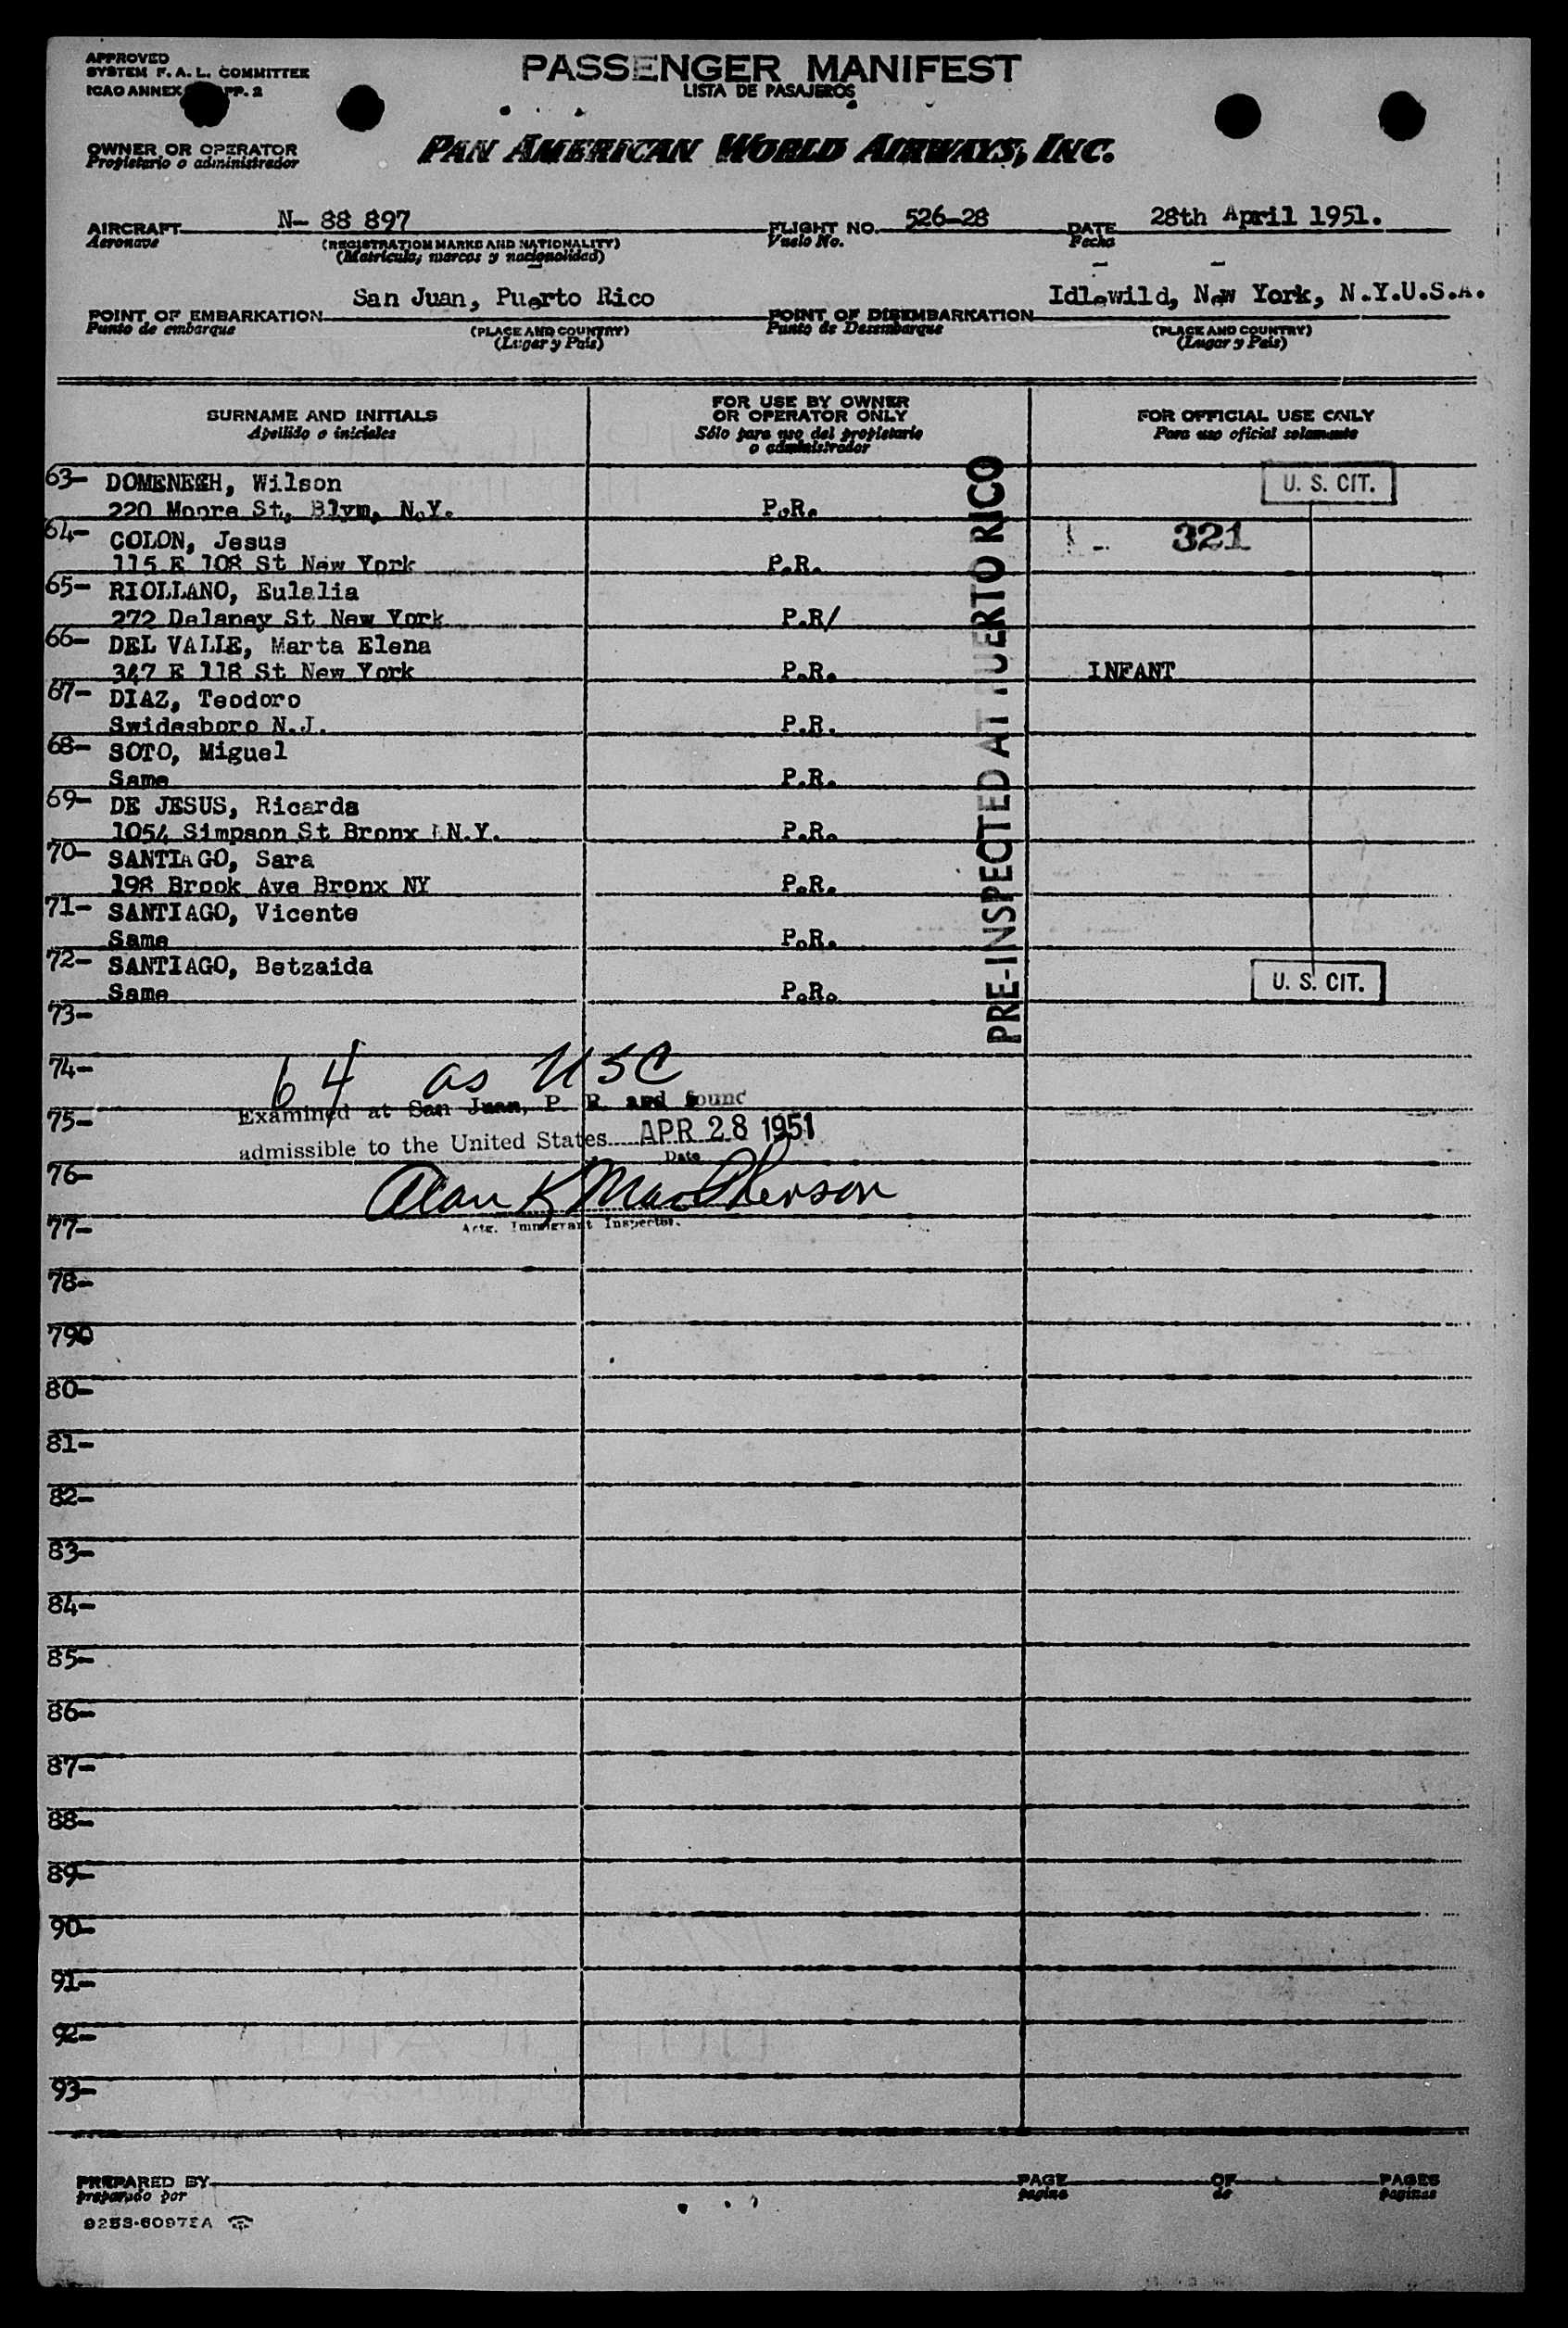 APPROVED
SYSTEM F. A. L. COMMITTEE
ICAO ANNEX PP. 2
PASSENGER MANIFEST
LISTA DE PASAJEROS
OWNER OR OPERATOR
Propietario o administrador
PAN AMERICAN WORLD AIRWAYS, INC.
AIRCRAFT N- 88 897 FLIGHT NO. 526-28 DATE 28th April 1951.
Aeronave (REGISTRATION MARKS AND NATIONALITY) Vuelo No. Fecha
(Matricula; marcas y nacionalidad)
POINT OF EMBARKATION San Juan, Puerto Rico POINT OF DISEMBARKATION Idlewild, New York, N.Y.U.S.A.
Punto de embarque (PLACE AND COUNTRY) Punto de Desembarque (PLACE AND COUNTRY)
(Lugar y Pais) (Lugar y Pais)
SURNAME AND INITIALS FOR USE BY OWNER OR OPERATOR ONLY FOR OFFICIAL USE ONLY
Apellido o iniciales Sólo para uso del propietario o administrador Para uso oficial solamente
63- DOMENECH, Wilson U. S. CIT.
220 Moore St, Blym, N.Y. P.R.
64- COLON, Jesus 321
115 E 108 St New York P.R.
65- RIOLLANO, Eulalia
272 Delaney St New York P.R/
66- DEL VALLE, Marta Elena
347 E 118 St New York P.R. INFANT
67- DIAZ, Teodoro
Swidesboro N.J. P.R.
68- SOTO, Miguel
Same P.R.
69- DE JESUS, Ricarda
1054 Simpson St Bronx N.Y. P.R.
70- SANTIAGO, Sara
198 Brook Ave Bronx NY P.R.
71- SANTIAGO, Vicente
Same P.R.
72- SANTIAGO, Betzaida U. S. CIT.
Same P.R.
PRE-INSPECTED AT PUERTO RICO
73-
74-
64 as USC
Examined at San Juan, P. R. and found
75-
admissible to the United States APR 28 1951
Date
76-
Alan K MacPherson
Actg. Immigrant Inspector.
77-
78-
790
80-
81-
82-
83-
84-
85-
86-
87-
88-
89-
90-
91-
92-
93-
PREPARED BY PAGE OF PAGES
preparado por pagina de paginas